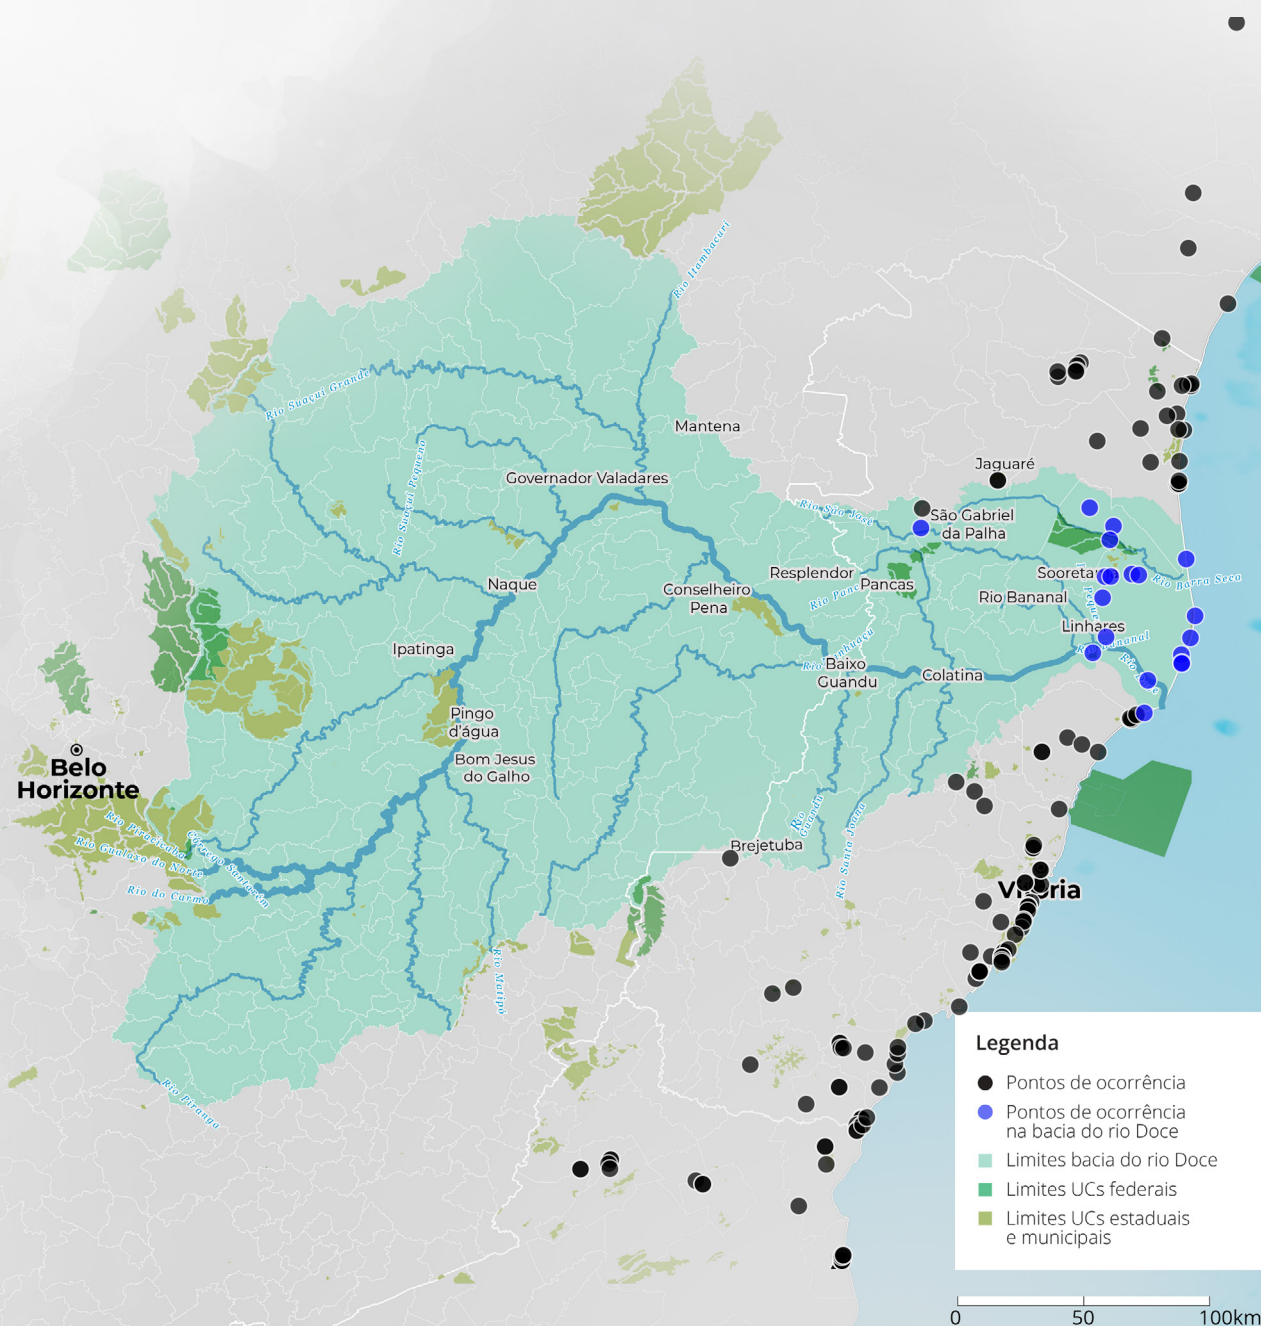 Rio Itambacuri
Rio Suaçuí Grande
Rio Suaçuí Pequeno
Mantena
Governador Valadares
Jaguaré
Rio São José
São Gabriel
da Palha
Naque
Conselheiro
Pena
Resplendor
Pancas
Rio Bananal
Linhares
Rio Barra Seca
Ipatinga
Baixo
Guandu
Colatina
Pingo
d'água
Bom Jesus
do Galho
Belo
Horizonte
Rio Piracicaba
Rio Gualaxo do Norte
Córrego Santarém
Rio do Carmo
Rio
Guandu
Rio Santa Joana
Brejetuba
Rio Matipó
Rio Piranga
Legenda
Pontos de ocorrência
Pontos de ocorrência
na bacia do rio Doce
Limites bacia do rio Doce
Limites UCs federais
Limites UCs estaduais
e municipais
0 50 100km